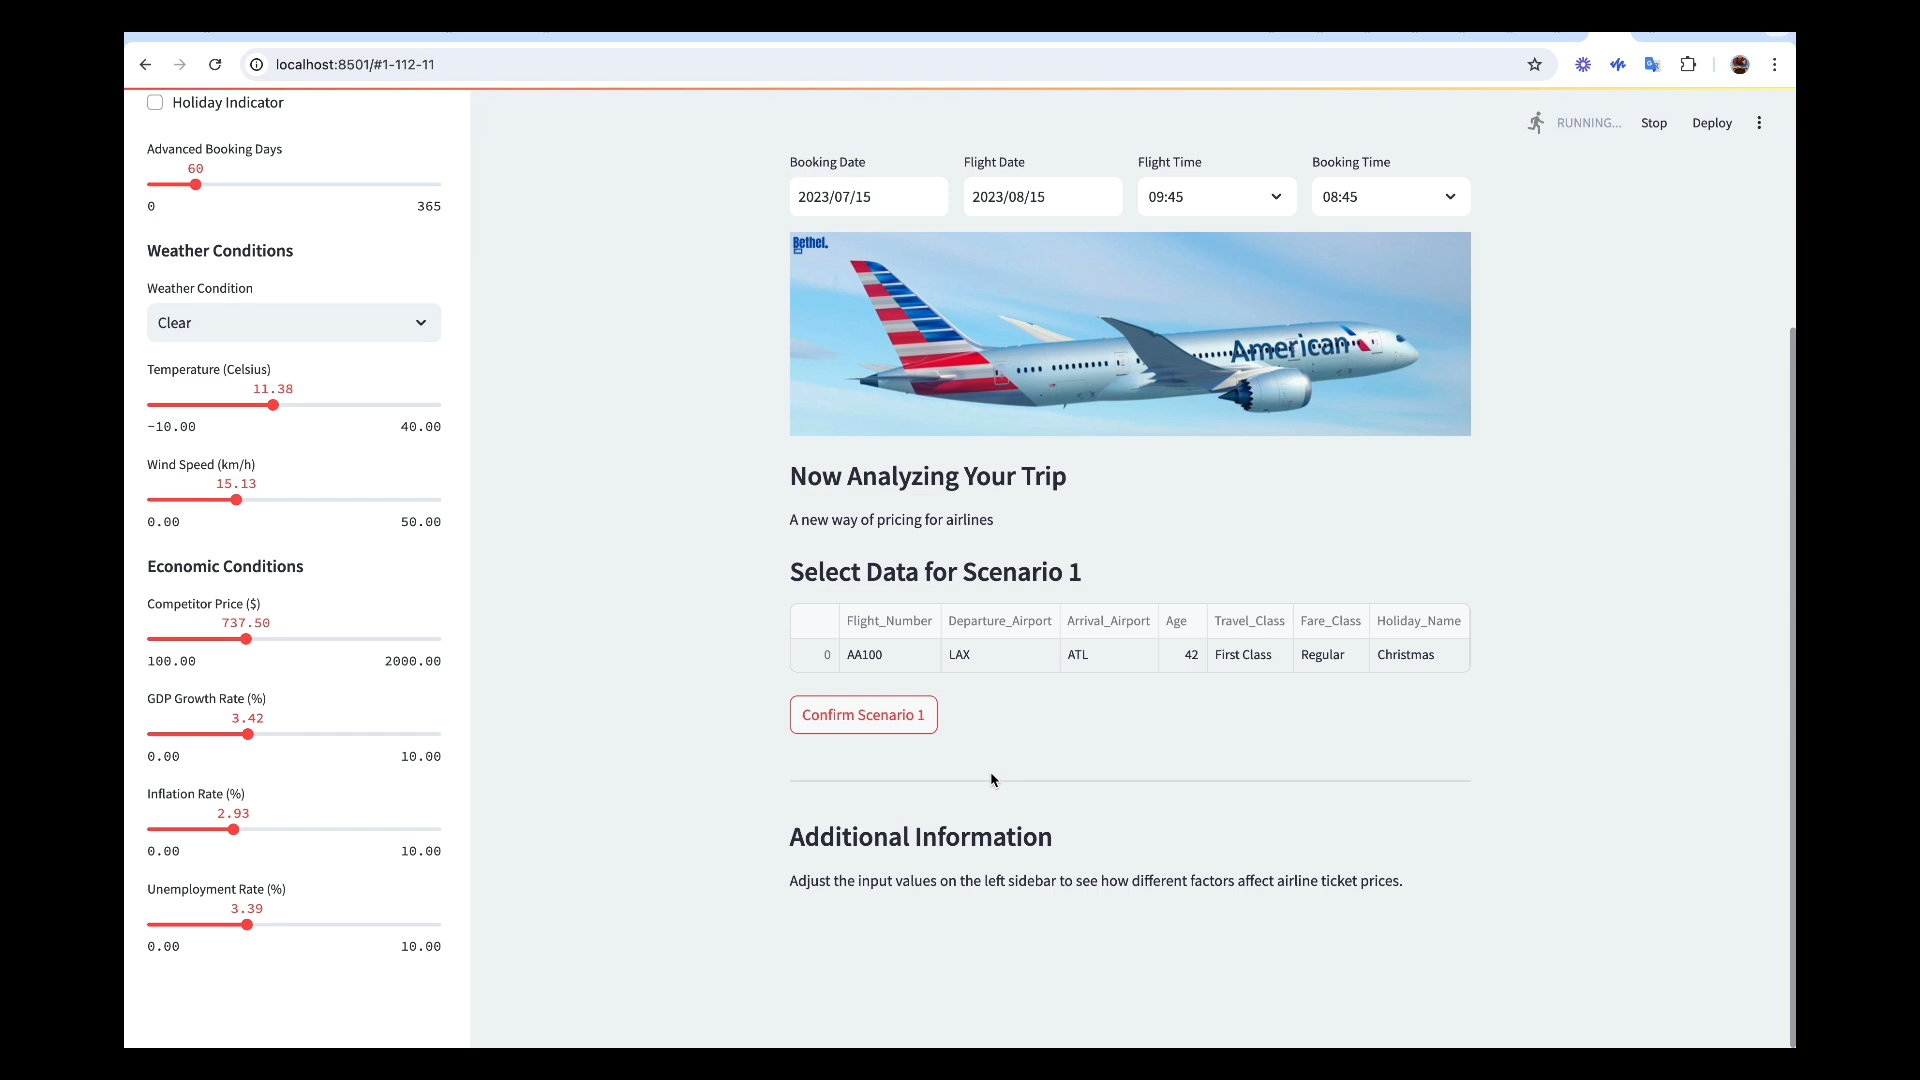 localhost:8501/#1-112-11
Holiday Indicator
Advanced Booking Days
60
0 365
Weather Conditions
Weather Condition
Clear
Temperature (Celsius)
11.38
-10.00 40.00
Wind Speed (km/h)
15.13
0.00 50.00
Economic Conditions
Competitor Price ($)
737.50
100.00 2000.00
GDP Growth Rate (%)
3.42
0.00 10.00
Inflation Rate (%)
2.93
0.00 10.00
Unemployment Rate (%)
3.39
0.00 10.00
RUNNING... Stop Deploy
Booking Date Flight Date Flight Time Booking Time
2023/07/15 2023/08/15 09:45 08:45
Bethel.
American
Now Analyzing Your Trip
A new way of pricing for airlines
Select Data for Scenario 1
Flight_Number Departure_Airport Arrival_Airport Age Travel_Class Fare_Class Holiday_Name
0 AA100 LAX ATL 42 First Class Regular Christmas
Confirm Scenario 1
Additional Information
Adjust the input values on the left sidebar to see how different factors affect airline ticket prices.